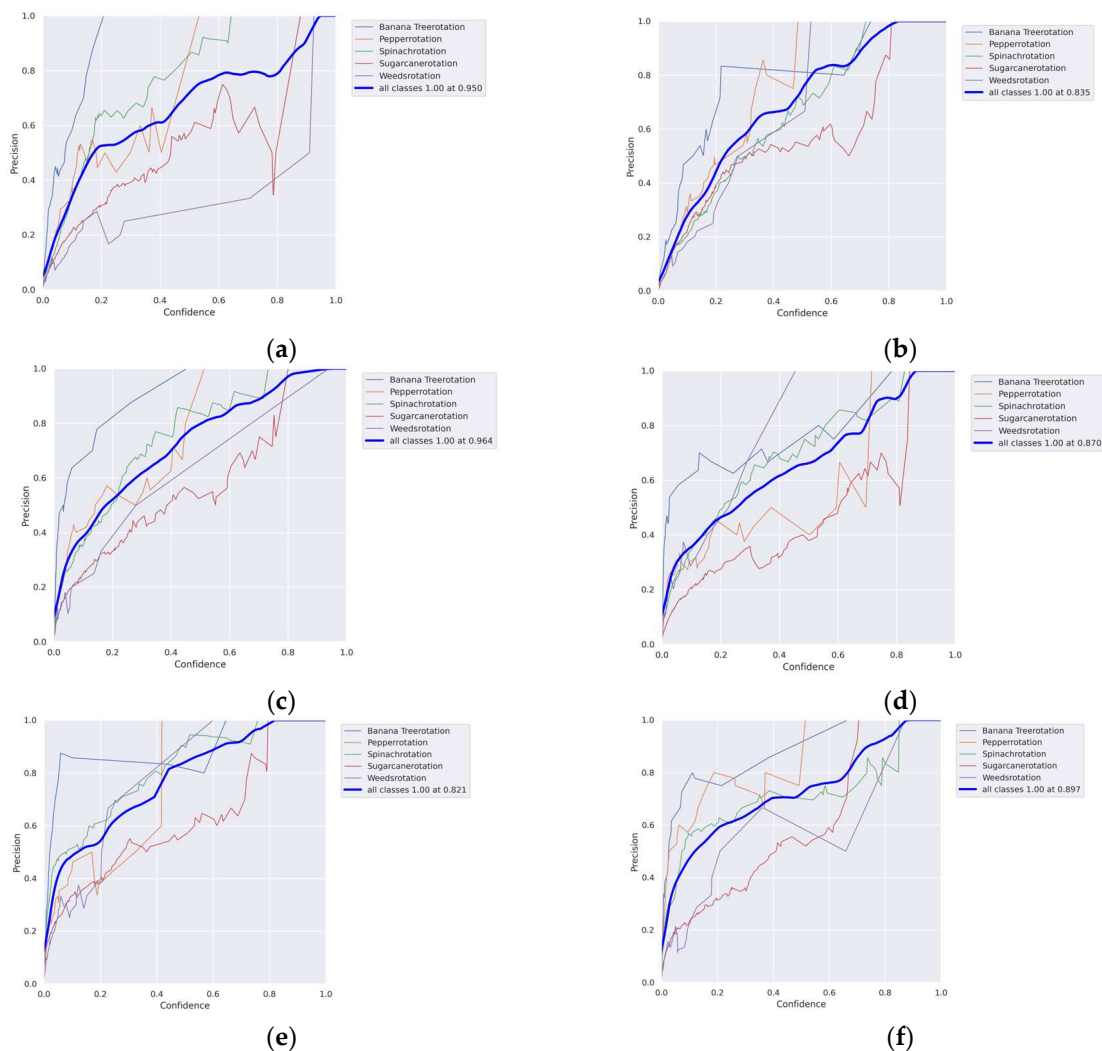 1.0
0.8
0.6
0.4
0.2
0.0
Precision
0.0 0.2 0.4 0.6 0.8 1.0
Confidence
Banana Treerotation
Pepperrotation
Spinachrotation
Sugarcanerotation
Weedsrotation
all classes 1.00 at 0.950
(a)
1.0
0.8
0.6
0.4
0.2
0.0
Precision
0.0 0.2 0.4 0.6 0.8 1.0
Confidence
Banana Treerotation
Pepperrotation
Spinachrotation
Sugarcanerotation
Weedsrotation
all classes 1.00 at 0.835
(b)
1.0
0.8
0.6
0.4
0.2
0.0
Precision
0.0 0.2 0.4 0.6 0.8 1.0
Confidence
Banana Treerotation
Pepperrotation
Spinachrotation
Sugarcanerotation
Weedsrotation
all classes 1.00 at 0.964
(c)
1.0
0.8
0.6
0.4
0.2
0.0
Precision
0.0 0.2 0.4 0.6 0.8 1.0
Confidence
Banana Treerotation
Pepperrotation
Spinachrotation
Sugarcanerotation
Weedsrotation
all classes 1.00 at 0.870
(d)
1.0
0.8
0.6
0.4
0.2
0.0
Precision
0.0 0.2 0.4 0.6 0.8 1.0
Confidence
Banana Treerotation
Pepperrotation
Spinachrotation
Sugarcanerotation
Weedsrotation
all classes 1.00 at 0.821
(e)
1.0
0.8
0.6
0.4
0.2
0.0
Precision
0.0 0.2 0.4 0.6 0.8 1.0
Confidence
Banana Treerotation
Pepperrotation
Spinachrotation
Sugarcanerotation
Weedsrotation
all classes 1.00 at 0.897
(f)